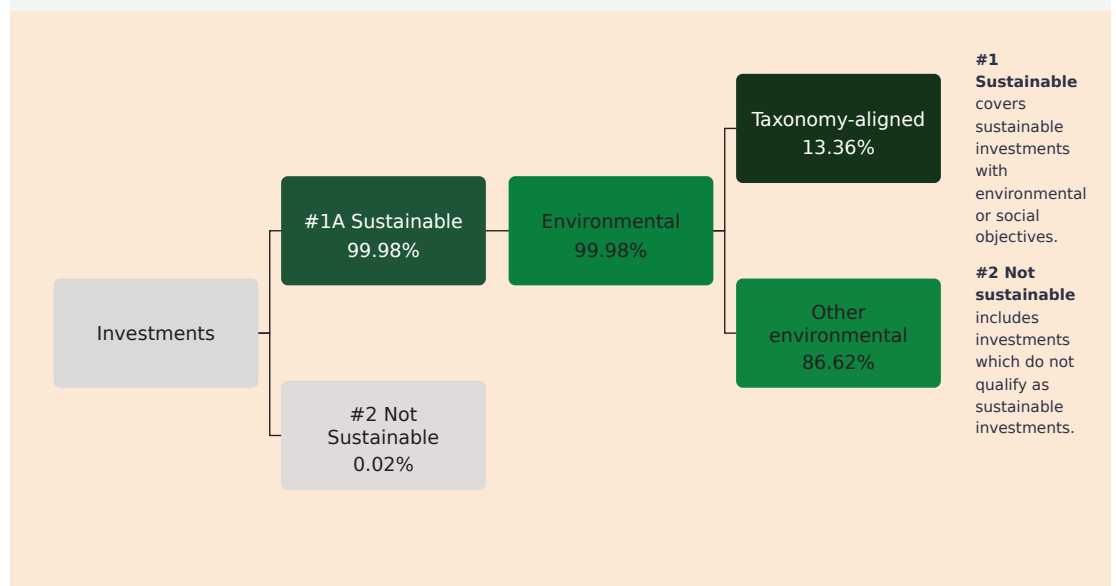 Investments
#1A Sustainable
99.98%
#2 Not
Sustainable
0.02%
Environmental
99.98%
Taxonomy-aligned
13.36%
Other
environmental
86.62%
#1
Sustainable
covers
sustainable
investments
with
environmental
or social
objectives.
#2 Not
sustainable
includes
investments
which do not
qualify as
sustainable
investments.